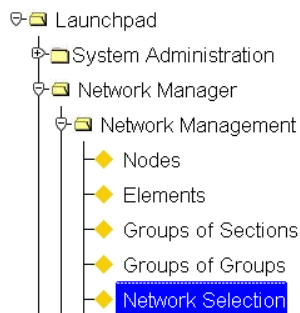 Launchpad
System Administration
Network Manager
Network Management
Nodes
Elements
Groups of Sections
Groups of Groups
Network Selection